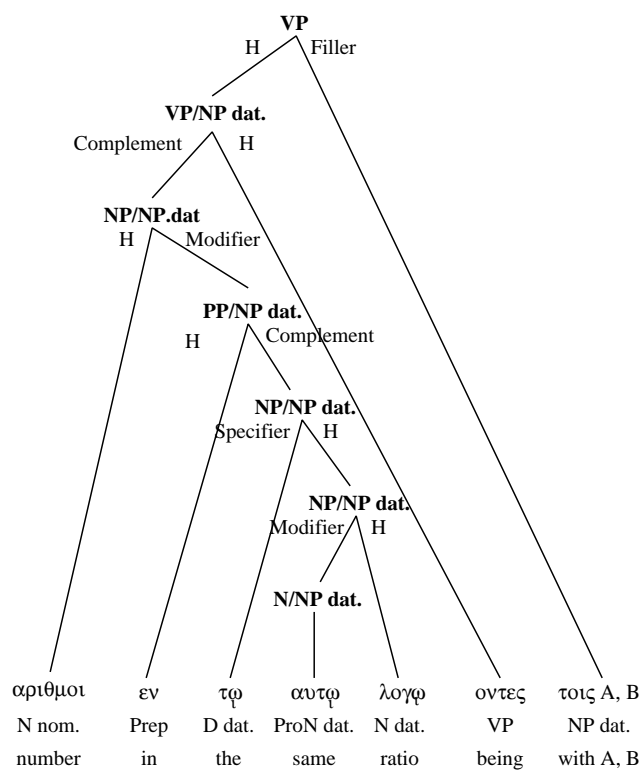 VP
H Filler
VP/NP dat.
Complement H
NP/NP.dat
H Modifier
PP/NP dat.
H Complement
NP/NP dat.
Specifier H
NP/NP dat.
Modifier H
N/NP dat.
αριθμοι εν τῳ αυτῳ λογῳ οντες τοις A, B
N nom. Prep D dat. ProN dat. N dat. VP NP dat.
number in the same ratio being with A, B